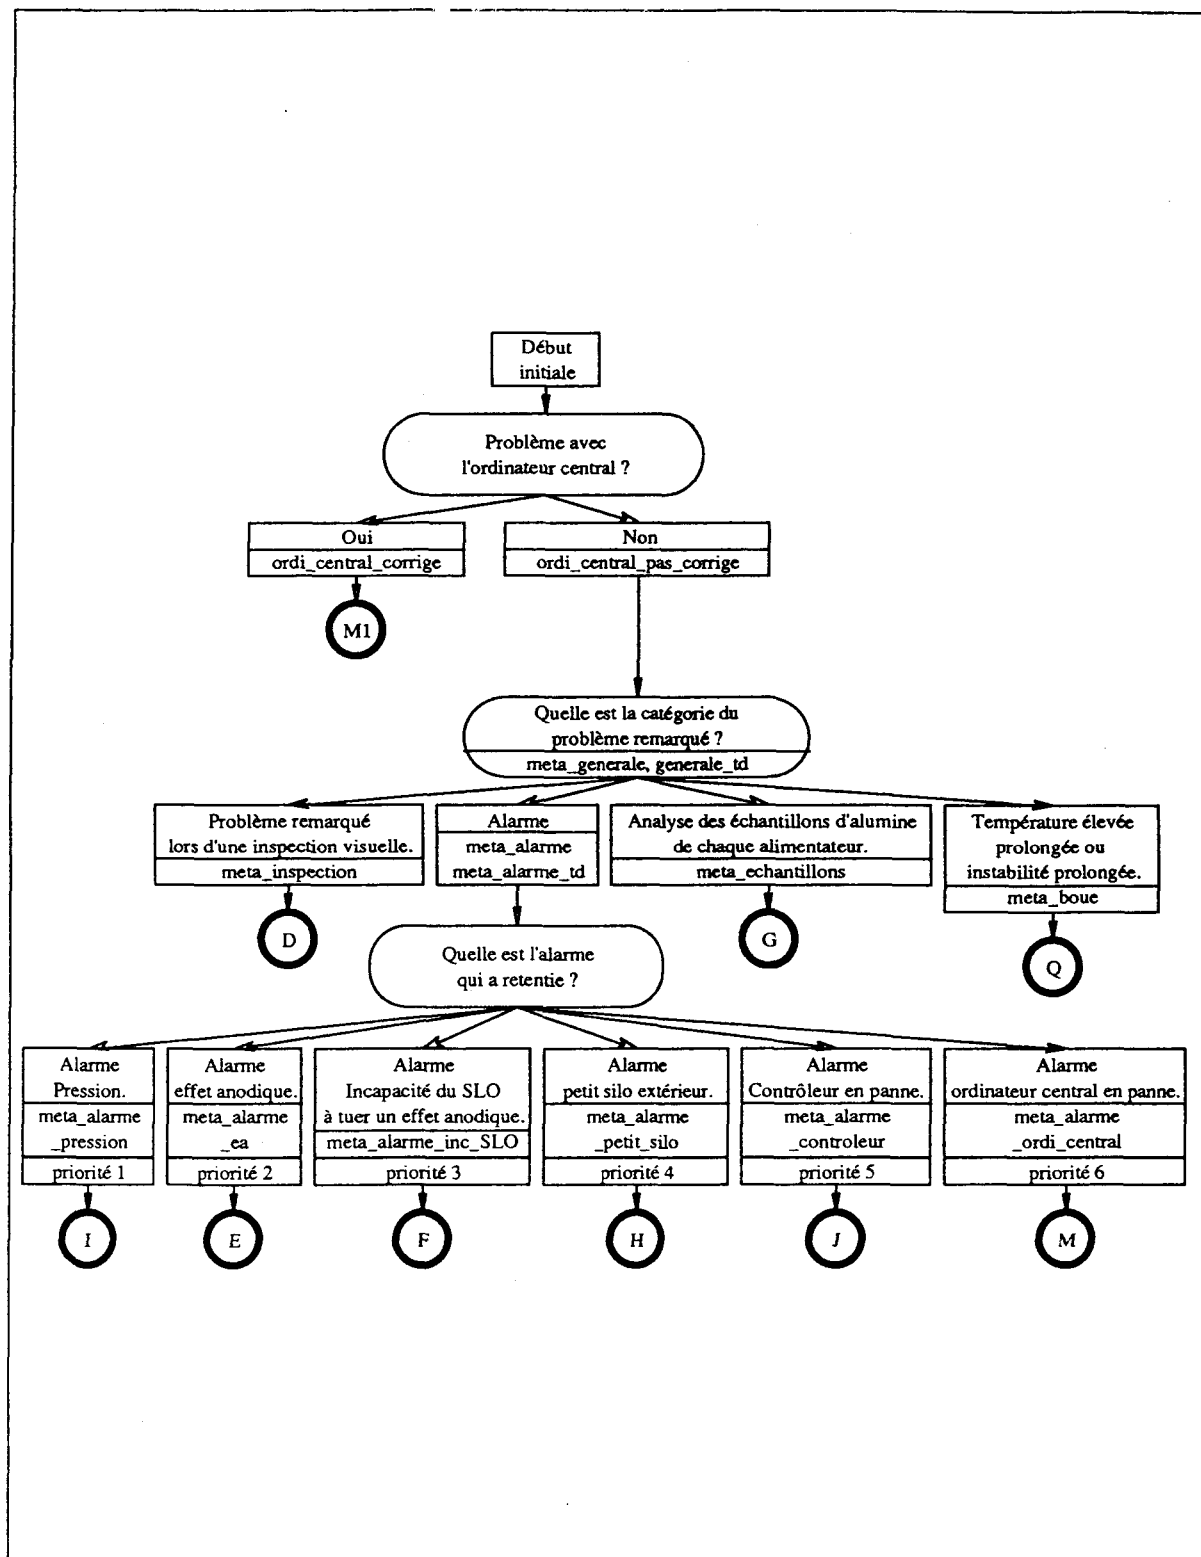 Début
initiale
Problème avec
l'ordinateur central ?
Oui
ordi_central_corrige
Non
ordi_central_pas_corrige
M1
Quelle est la catégorie du
problème remarqué ?
meta_generale, generale_td
Problème remarqué
lors d'une inspection visuelle.
meta_inspection
Alarme
meta_alarme
meta_alarme_td
Analyse des échantillons d'alumine
de chaque alimentateur.
meta_echantillons
Température élevée
prolongée ou
instabilité prolongée.
meta_boue
D
G
Q
Quelle est l'alarme
qui a retentie ?
Alarme
Pression.
meta_alarme
_pression
priorité 1
Alarme
effet anodique.
meta_alarme
_ea
priorité 2
Alarme
Incapacité du SLO
à tuer un effet anodique.
meta_alarme_inc_SLO
priorité 3
Alarme
petit silo extérieur.
meta_alarme
_petit_silo
priorité 4
Alarme
Contrôleur en panne.
meta_alarme
_controleur
priorité 5
Alarme
ordinateur central en panne.
meta_alarme
_ordi_central
priorité 6
I
E
F
H
J
M